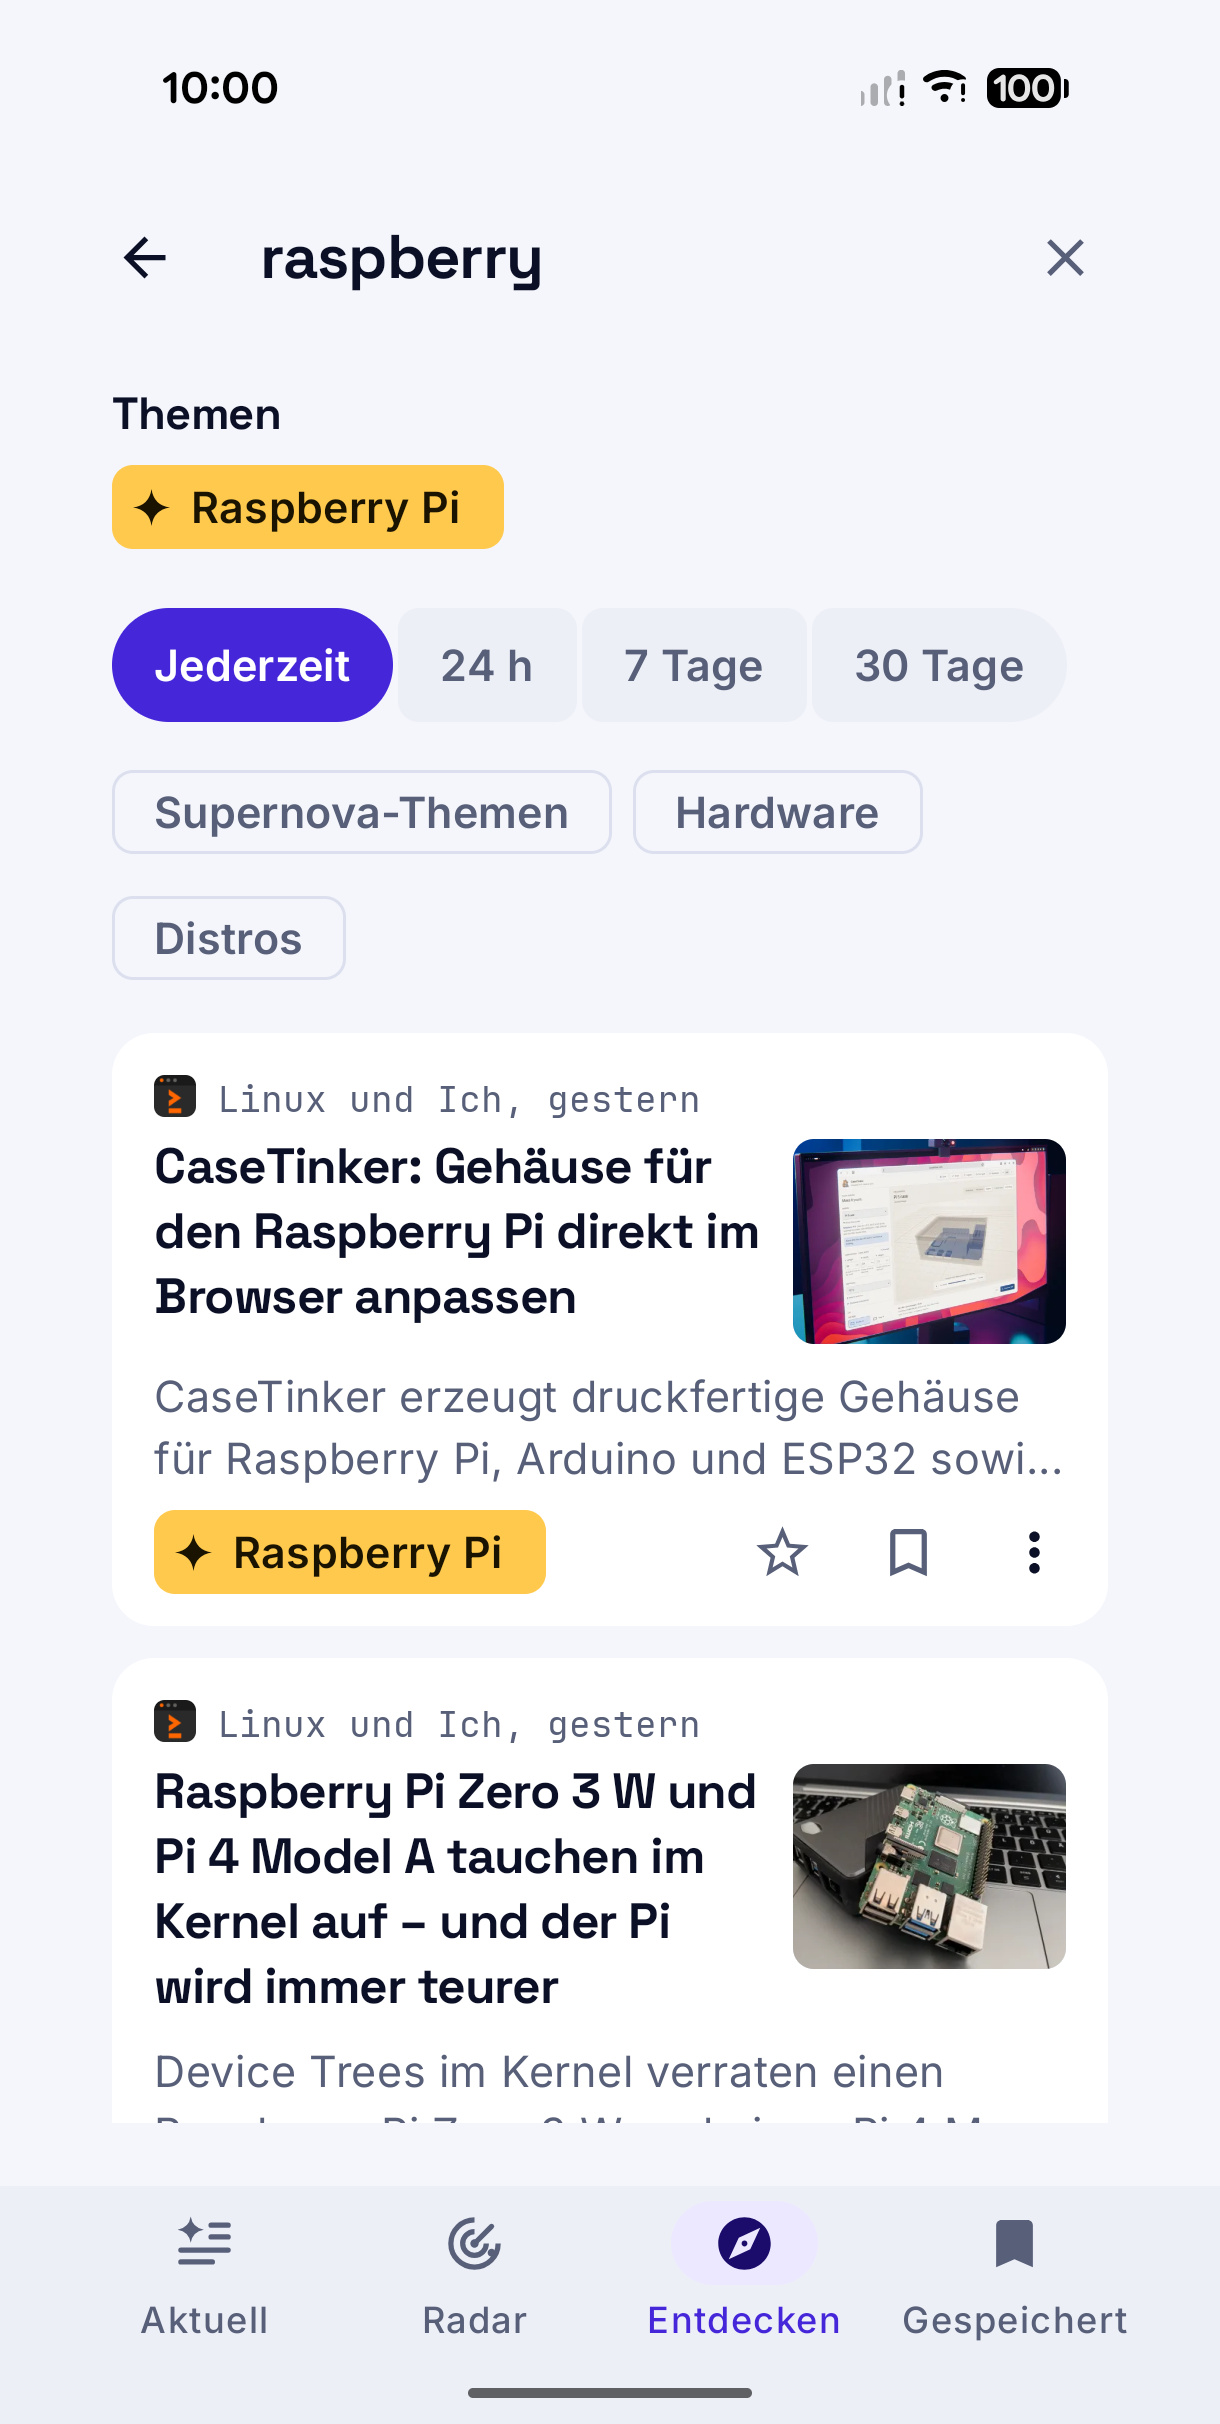 10:00
100
raspberry
Themen
Raspberry Pi
Jederzeit
24 h
7 Tage
30 Tage
Supernova-Themen
Hardware
Distros
Linux und Ich, gestern
CaseTinker: Gehäuse für
den Raspberry Pi direkt im
Browser anpassen
CaseTinker erzeugt druckfertige Gehäuse
für Raspberry Pi, Arduino und ESP32 sowi...
Raspberry Pi
Linux und Ich, gestern
Raspberry Pi Zero 3 W und
Pi 4 Model A tauchen im
Kernel auf – und der Pi
wird immer teurer
Device Trees im Kernel verraten einen
Aktuell
Radar
Entdecken
Gespeichert